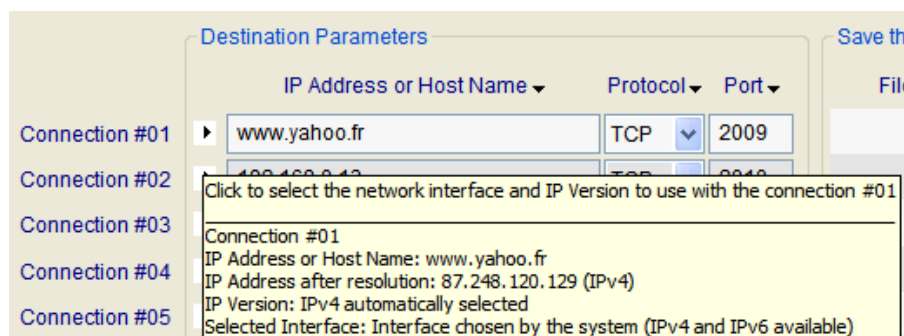 Destination Parameters
Save th
IP Address or Host Name
Protocol
Port
Fil
Connection #01
www.yahoo.fr
TCP
2009
Connection #02
Click to select the network interface and IP Version to use with the connection #01
Connection #03
Connection #01
IP Address or Host Name: www.yahoo.fr
Connection #04
IP Address after resolution: 87.248.120.129 (IPv4)
IP Version: IPv4 automatically selected
Connection #05
Selected Interface: Interface chosen by the system (IPv4 and IPv6 available)